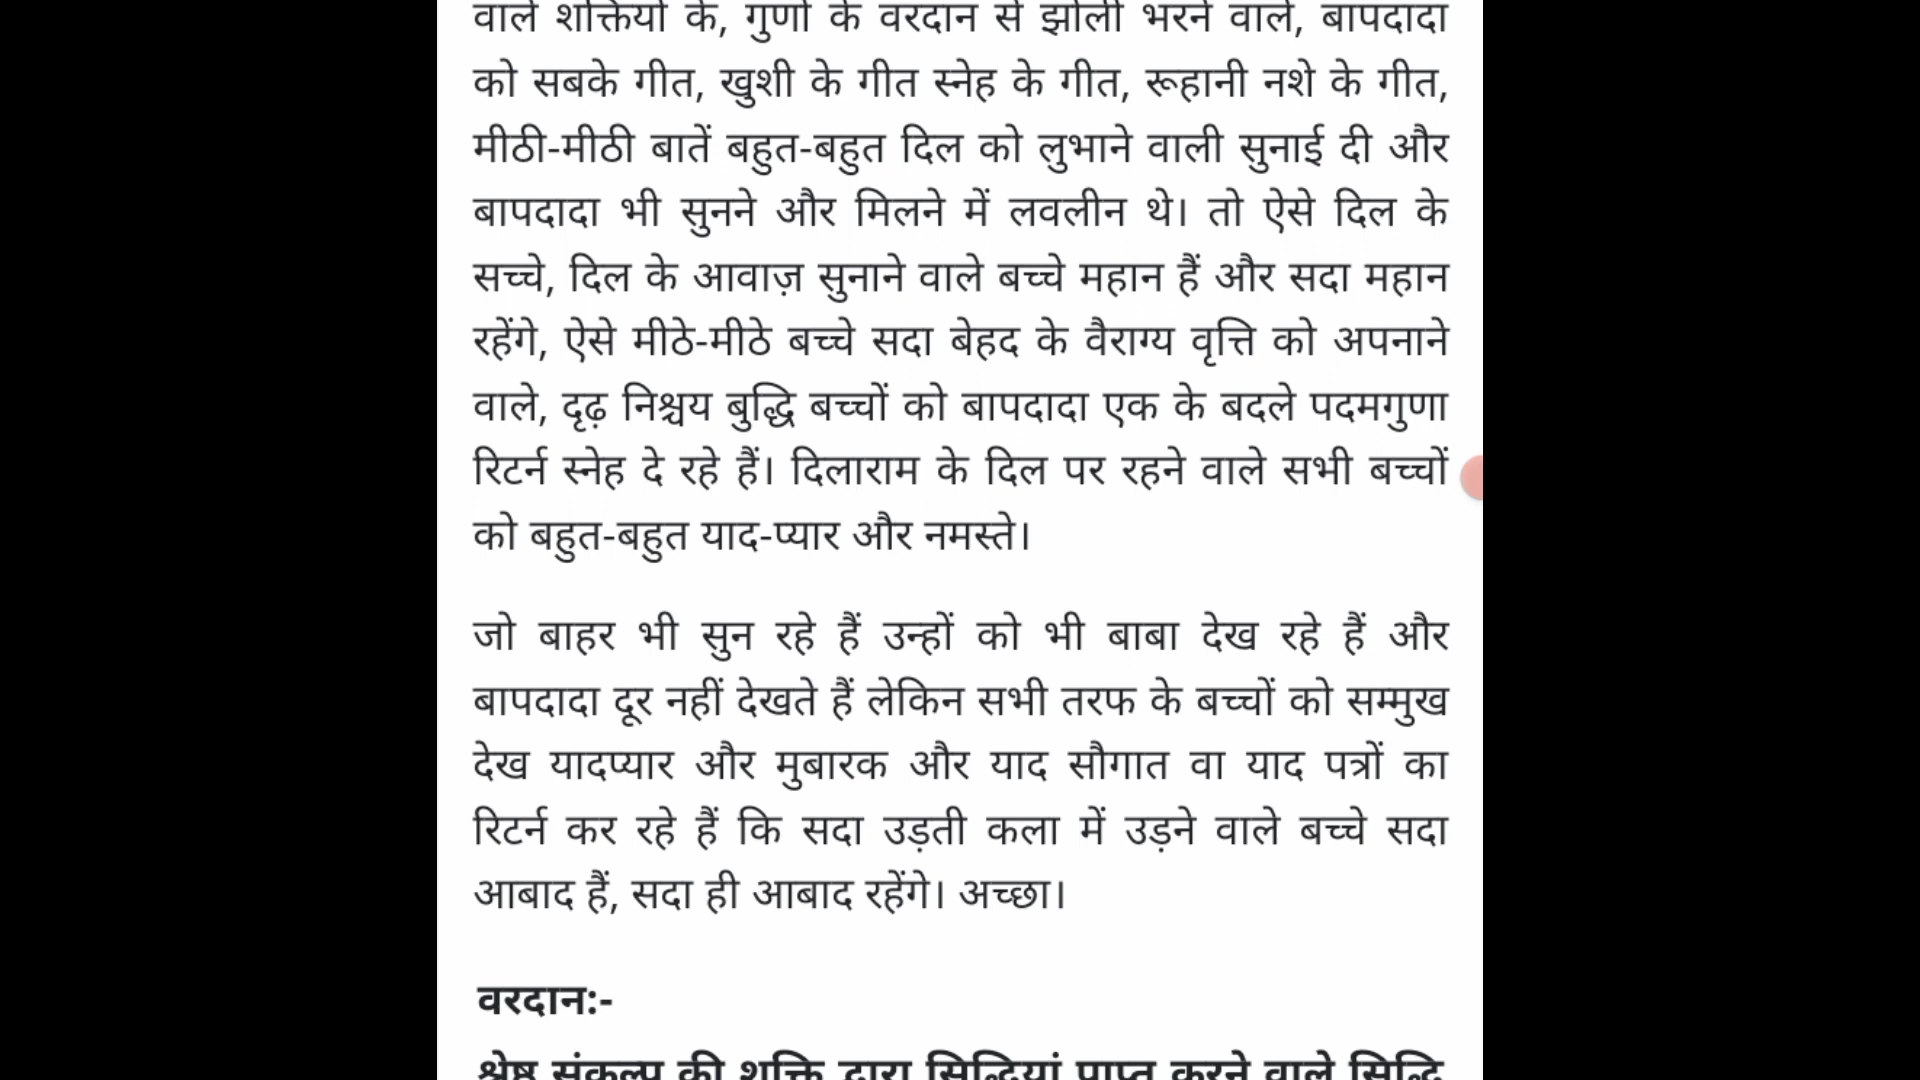 वाले शक्तियों के, गुणों के वरदान से झोली भरने वाले, बापदादा
को सबके गीत, खुशी के गीत स्नेह के गीत, रूहानी नशे के गीत,
मीठी-मीठी बातें बहुत-बहुत दिल को लुभाने वाली सुनाई दी और
बापदादा भी सुनने और मिलने में लवलीन थे। तो ऐसे दिल के
सच्चे, दिल के आवाज़ सुनाने वाले बच्चे महान हैं और सदा महान
रहेंगे, ऐसे मीठे-मीठे बच्चे सदा बेहद के वैराग्य वृत्ति को अपनाने
वाले, दृढ़ निश्चय बुद्धि बच्चों को बापदादा एक के बदले पदमगुणा
रिटर्न स्नेह दे रहे हैं। दिलाराम के दिल पर रहने वाले सभी बच्चों
को बहुत-बहुत याद-प्यार और नमस्ते।
जो बाहर भी सुन रहे हैं उन्हों को भी बाबा देख रहे हैं और
बापदादा दूर नहीं देखते हैं लेकिन सभी तरफ के बच्चों को सम्मुख
देख यादप्यार और मुबारक और याद सौगात वा याद पत्रों का
रिटर्न कर रहे हैं कि सदा उड़ती कला में उड़ने वाले बच्चे सदा
आबाद हैं, सदा ही आबाद रहेंगे। अच्छा।
वरदान:-
श्रेष्ठ संकल्प की शक्ति द्वारा सिद्धियां प्राप्त करने वाले सिद्धि